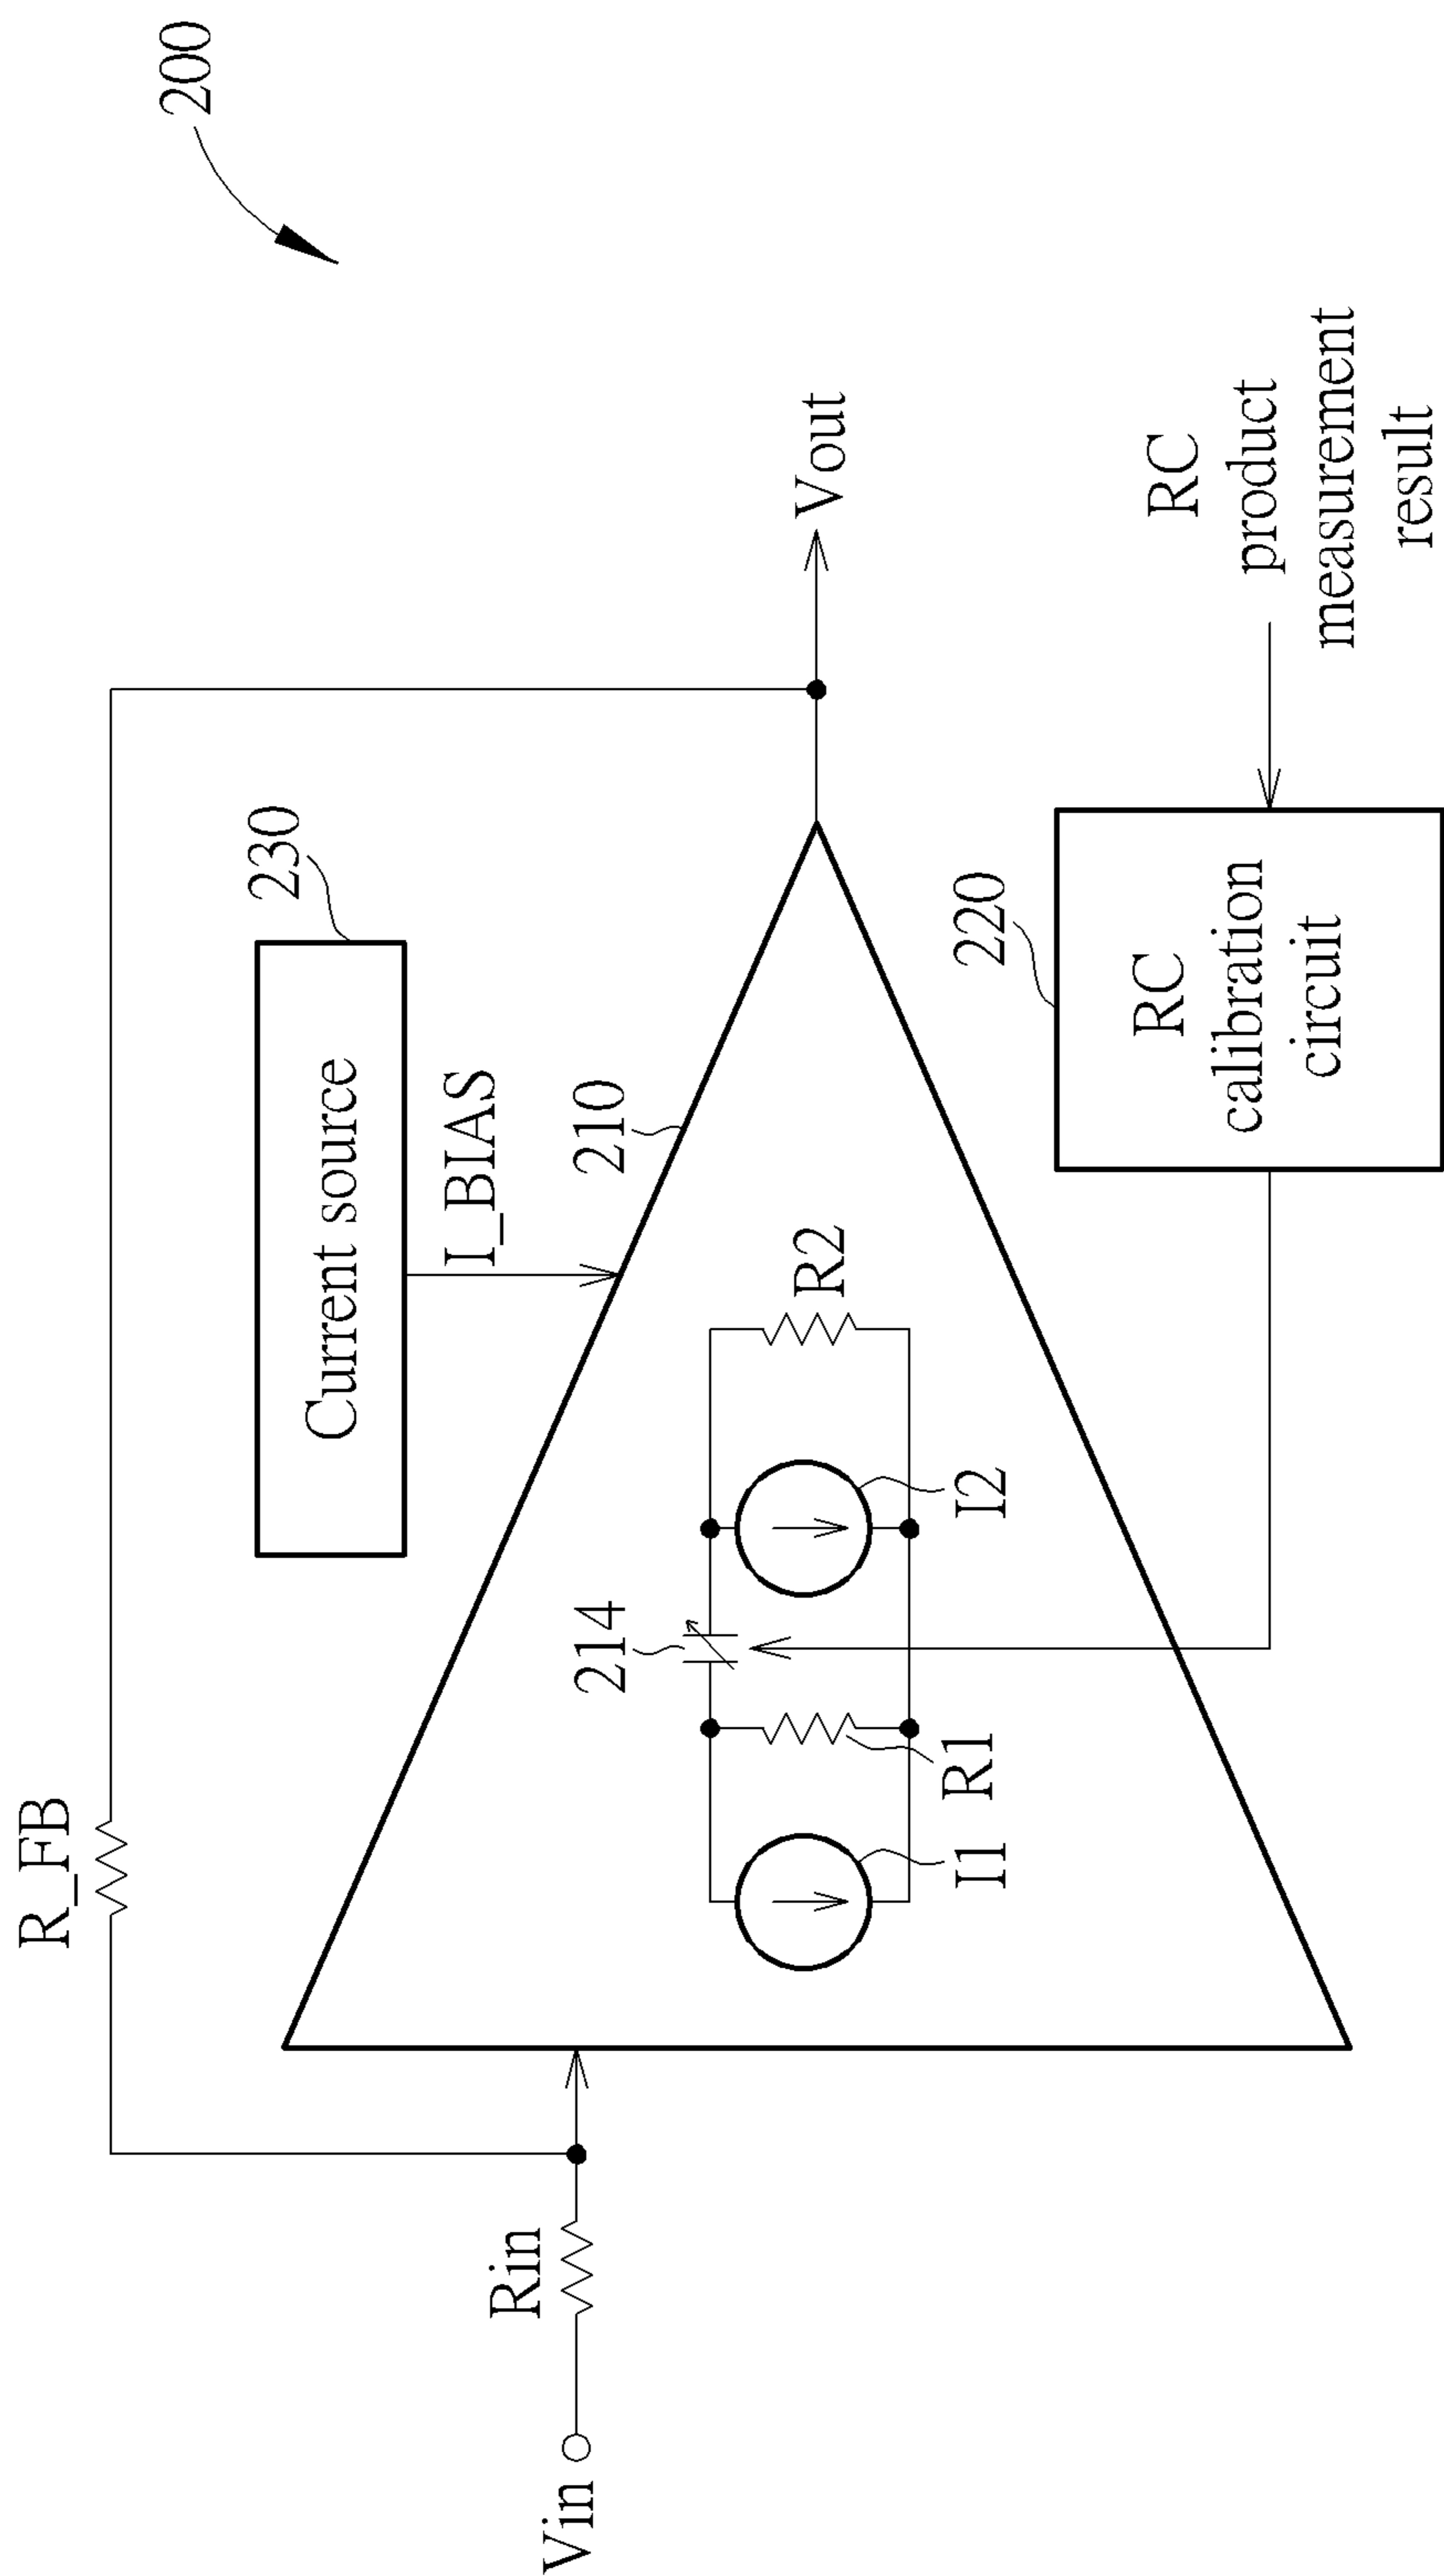 200
R_FB
Current source
230
I_BIAS
210
Vin
Rin
214
R2
Vout
I1
R1
I2
220
RC
calibration
circuit
RC
product
measurement
result